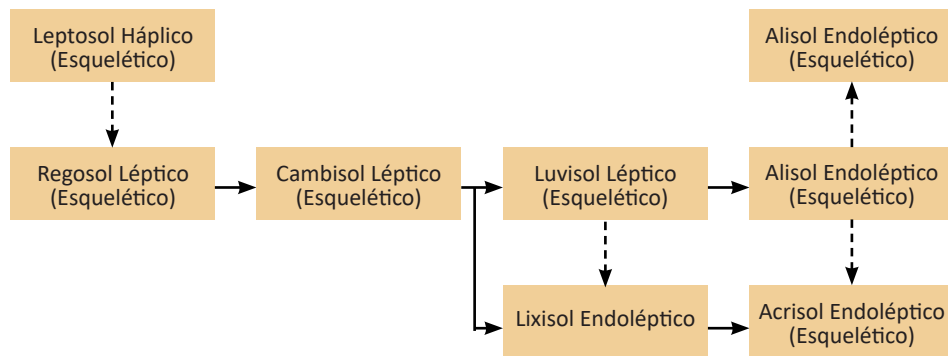 Leptosol Háplico
(Esquelético)
Alisol Endoléptico
(Esquelético)
Regosol Léptico
(Esquelético)
Cambisol Léptico
(Esquelético)
Luvisol Léptico
(Esquelético)
Alisol Endoléptico
(Esquelético)
Lixisol Endoléptico
Acrisol Endoléptico
(Esquelético)